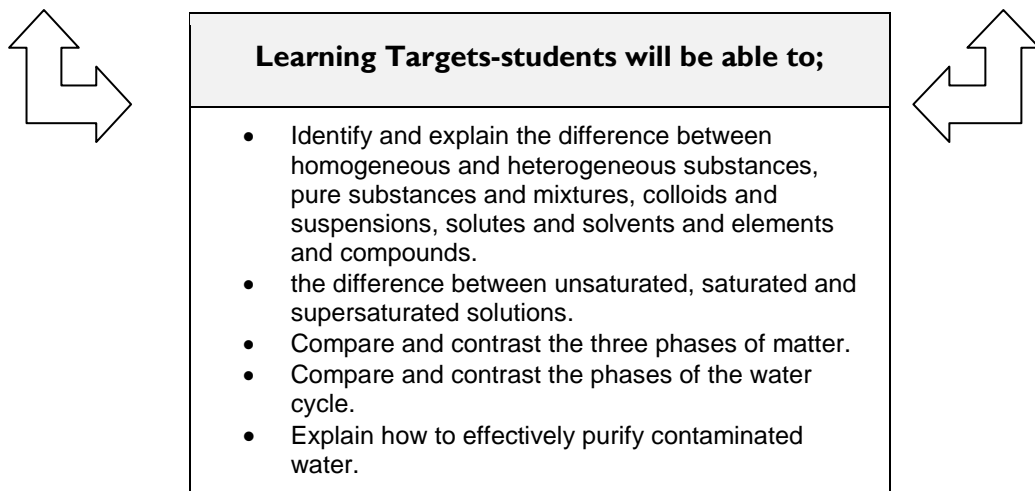 Learning Targets-students will be able to;
• Identify and explain the difference between
homogeneous and heterogeneous substances,
pure substances and mixtures, colloids and
suspensions, solutes and solvents and elements
and compounds.
• the difference between unsaturated, saturated and
supersaturated solutions.
• Compare and contrast the three phases of matter.
• Compare and contrast the phases of the water
cycle.
• Explain how to effectively purify contaminated
water.